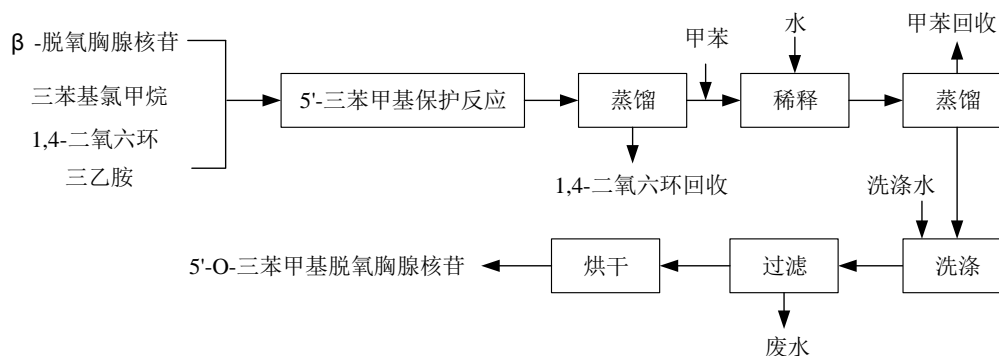 β -脱氧胸腺核苷
三苯基氯甲烷
1,4-二氧六环
三乙胺
5'-三苯甲基保护反应
蒸馏
甲苯
水
稀释
甲苯回收
蒸馏
1,4-二氧六环回收
洗涤水
洗涤
过滤
烘干
5'-O-三苯甲基脱氧胸腺核苷
废水